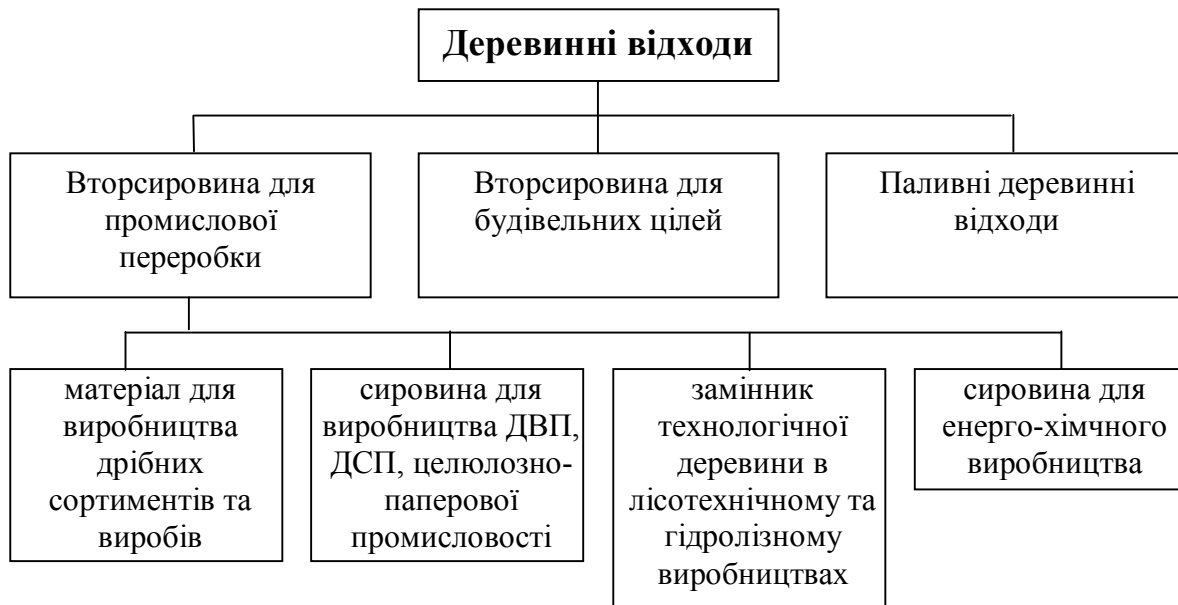 Деревинні відходи
Вторсировина для
промислової
переробки
Вторсировина для
будівельних цілей
Паливні деревинні
відходи
матеріал для
виробництва
дрібних
сортиментів та
виробів
сировина для
виробництва ДВП,
ДСП, целюлозно-
паперової
промисловості
замінник
технологічної
деревини в
лісотехнічному та
гідролізному
виробництвах
сировина для
енерго-хімчного
виробництва